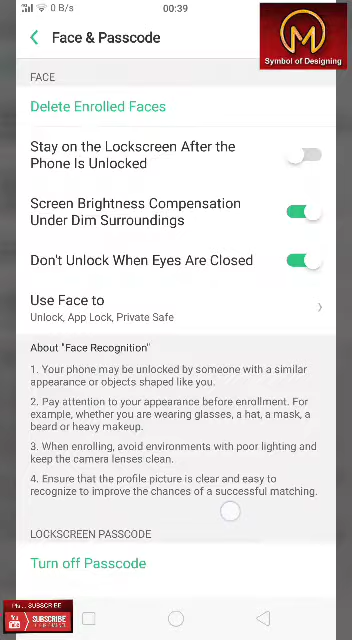 0 B/s
00:39
Face & Passcode
Symbol of Designing
FACE
Delete Enrolled Faces
Stay on the Lockscreen After the
Phone Is Unlocked
Screen Brightness Compensation
Under Dim Surroundings
Don't Unlock When Eyes Are Closed
Use Face to
Unlock, App Lock, Private Safe
About "Face Recognition"
1. Your phone may be unlocked by someone with a similar
appearance or objects shaped like you.
2. Pay attention to your appearance before enrollment. For
example, whether you are wearing glasses, a hat, a mask, a
beard or heavy makeup.
3. When enrolling, avoid environments with poor lighting and
keep the camera lenses clean.
4. Ensure that the profile picture is clear and easy to
recognize to improve the chances of a successful matching.
LOCKSCREEN PASSCODE
Turn off Passcode
SUBSCRIBE
SUBSCRIBE